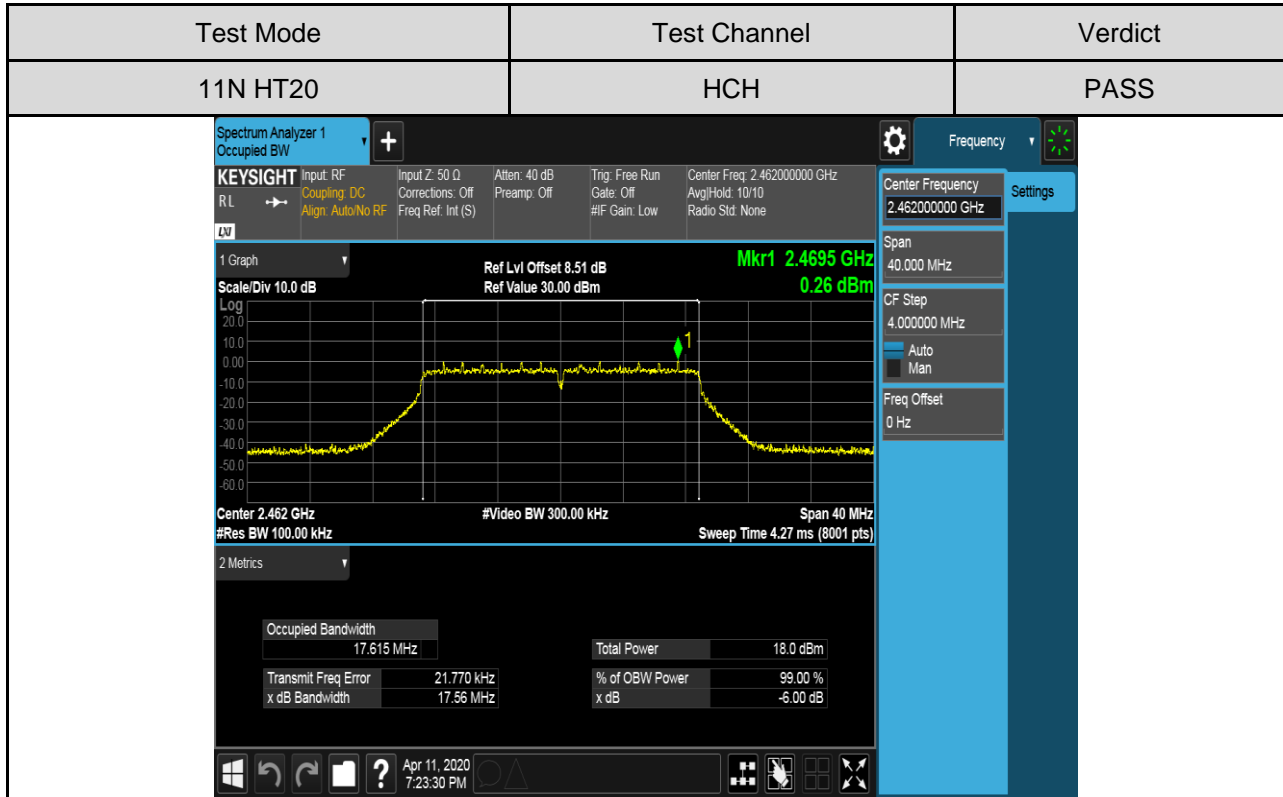 Test Mode
Test Channel
Verdict
11N HT20
HCH
PASS
Spectrum Analyzer 1
Occupied BW
+
Frequency
KEYSIGHT
RL
LXI
Input: RF
Coupling: DC
Align: Auto/No RF
Input Z: 50 Ω
Corrections: Off
Freq Ref: Int (S)
Atten: 40 dB
Preamp: Off
Trig: Free Run
Gate: Off
#IF Gain: Low
Center Freq: 2.462000000 GHz
Avg|Hold: 10/10
Radio Std: None
Center Frequency
2.462000000 GHz
Settings
Span
40.000 MHz
CF Step
4.000000 MHz
Auto
Man
Freq Offset
0 Hz
1 Graph
Scale/Div 10.0 dB
Ref Lvl Offset 8.51 dB
Ref Value 30.00 dBm
Mkr1 2.4695 GHz
0.26 dBm
Log
20.0
10.0
0.00
-10.0
-20.0
-30.0
-40.0
-50.0
-60.0
1
Center 2.462 GHz
#Video BW 300.00 kHz
Span 40 MHz
#Res BW 100.00 kHz
Sweep Time 4.27 ms (8001 pts)
2 Metrics
Occupied Bandwidth
17.615 MHz
Total Power 18.0 dBm
Transmit Freq Error 21.770 kHz
% of OBW Power 99.00 %
x dB Bandwidth 17.56 MHz
x dB -6.00 dB
?
Apr 11, 2020
7:23:30 PM